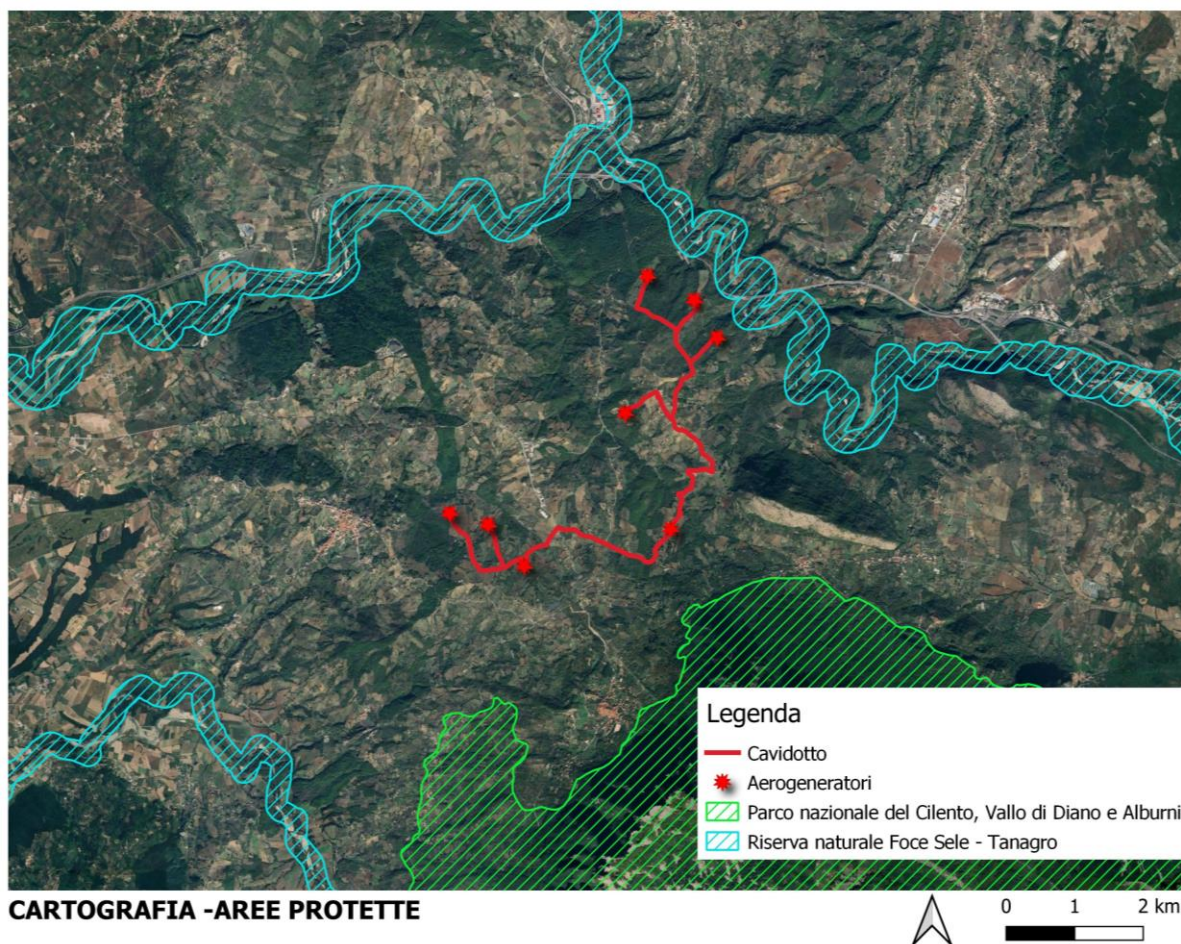 Legenda
Cavidotto
Aerogeneratori
Parco nazionale del Cilento, Vallo di Diano e Alburni
Riserva naturale Foce Sele - Tanagro
CARTOGRAFIA -AREE PROTETTE
0 1 2 km